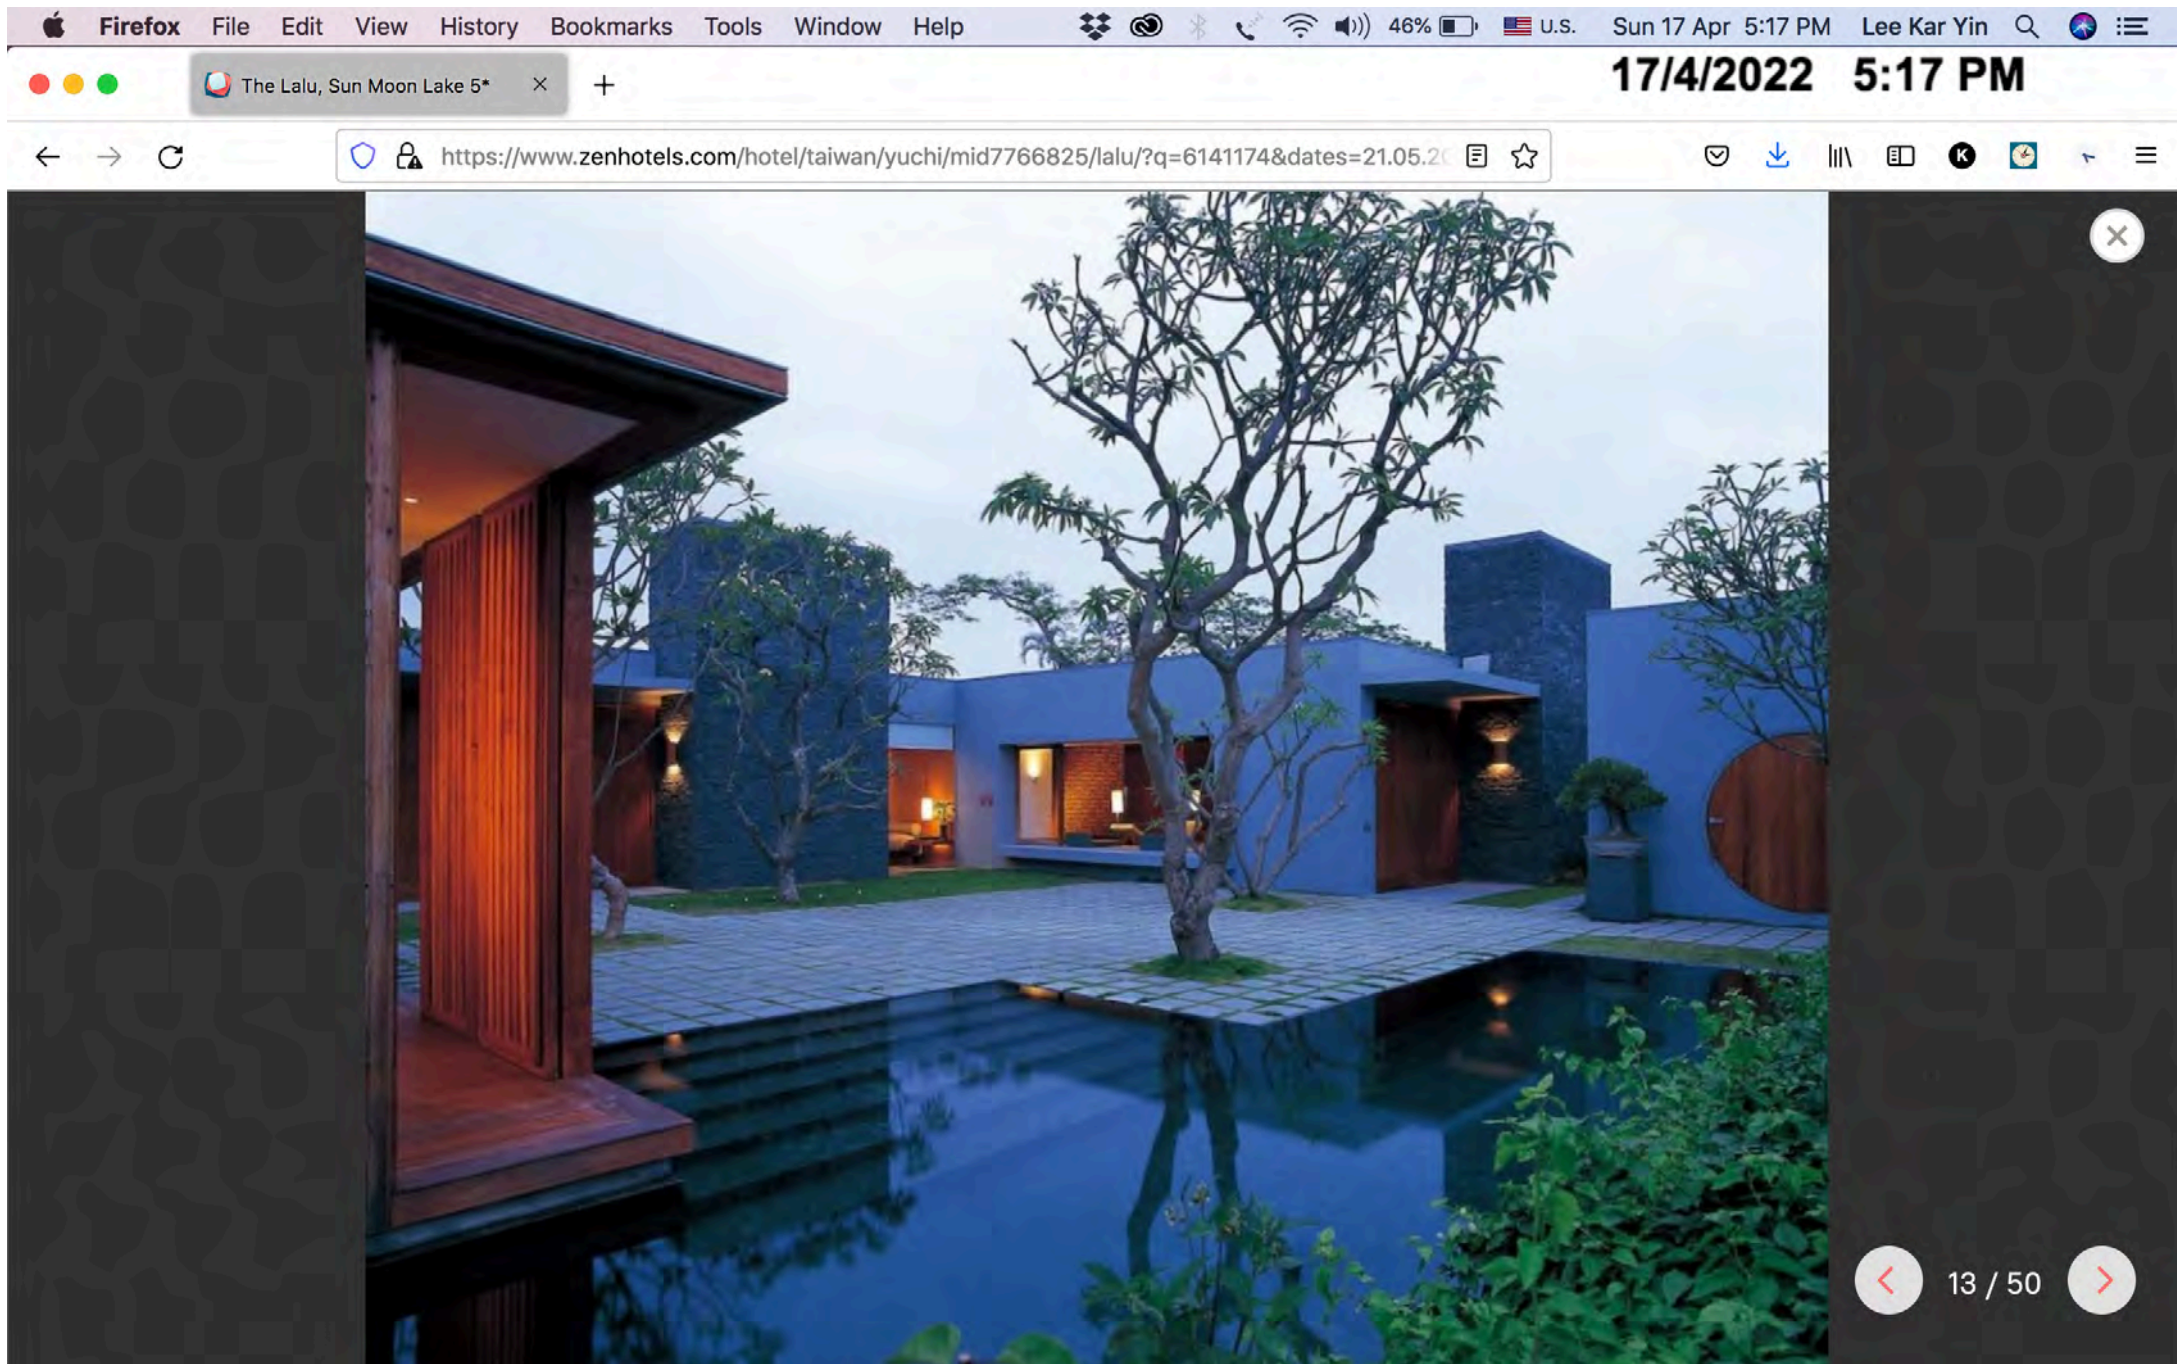 Firefox File Edit View History Bookmarks Tools Window Help 46% U.S. Sun 17 Apr 5:17 PM Lee Kar Yin
The Lalu, Sun Moon Lake 5*
17/4/2022 5:17 PM
https://www.zenhotels.com/hotel/taiwan/yuchi/mid7766825/lalu/?q=6141174&dates=21.05.20
K
13 / 50